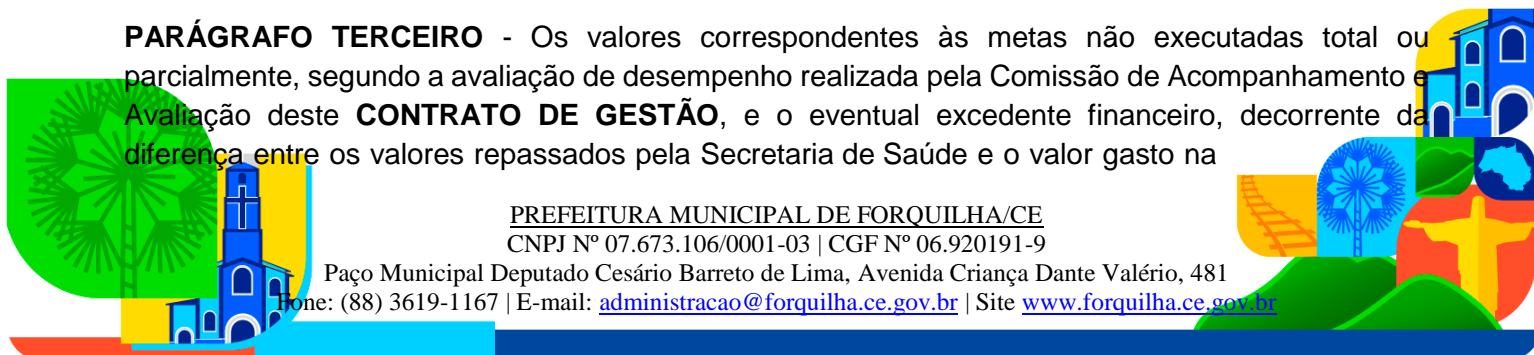 PARÁGRAFO TERCEIRO - Os valores correspondentes às metas não executadas total ou
parcialmente, segundo a avaliação de desempenho realizada pela Comissão de Acompanhamento e
Avaliação deste CONTRATO DE GESTÃO, e o eventual excedente financeiro, decorrente da
diferença entre os valores repassados pela Secretaria de Saúde e o valor gasto na
PREFEITURA MUNICIPAL DE FORQUILHA/CE
CNPJ Nº 07.673.106/0001-03 | CGF Nº 06.920191-9
Paço Municipal Deputado Cesário Barreto de Lima, Avenida Criança Dante Valério, 481
Fone: (88) 3619-1167 | E-mail: administracao@forquilha.ce.gov.br | Site www.forquilha.ce.gov.br